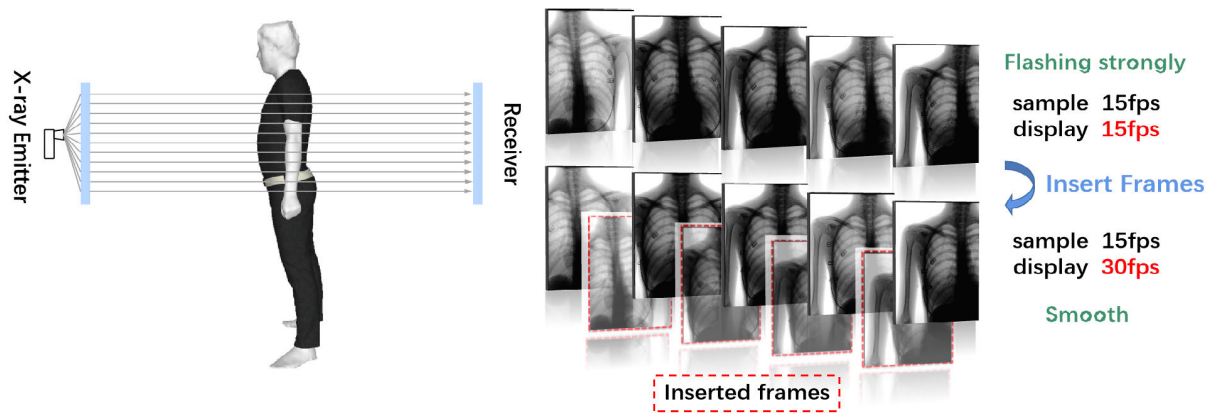 X-ray Emitter
Receiver
Flashing strongly
sample 15fps
display 15fps
Insert Frames
sample 15fps
display 30fps
Smooth
Inserted frames